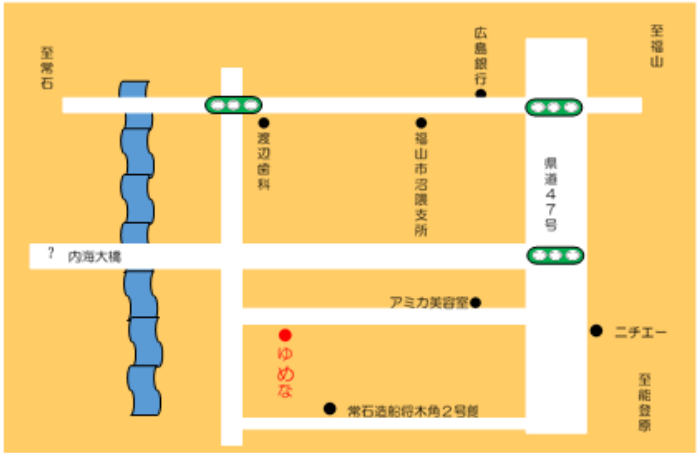 至常石
広島銀行
至福山
渡辺歯科
福山市沼隈支所
県道47号
? 内海大橋
アミカ美容室
ニチエー
ゆめな
常石造船将木角2号館
至能登原